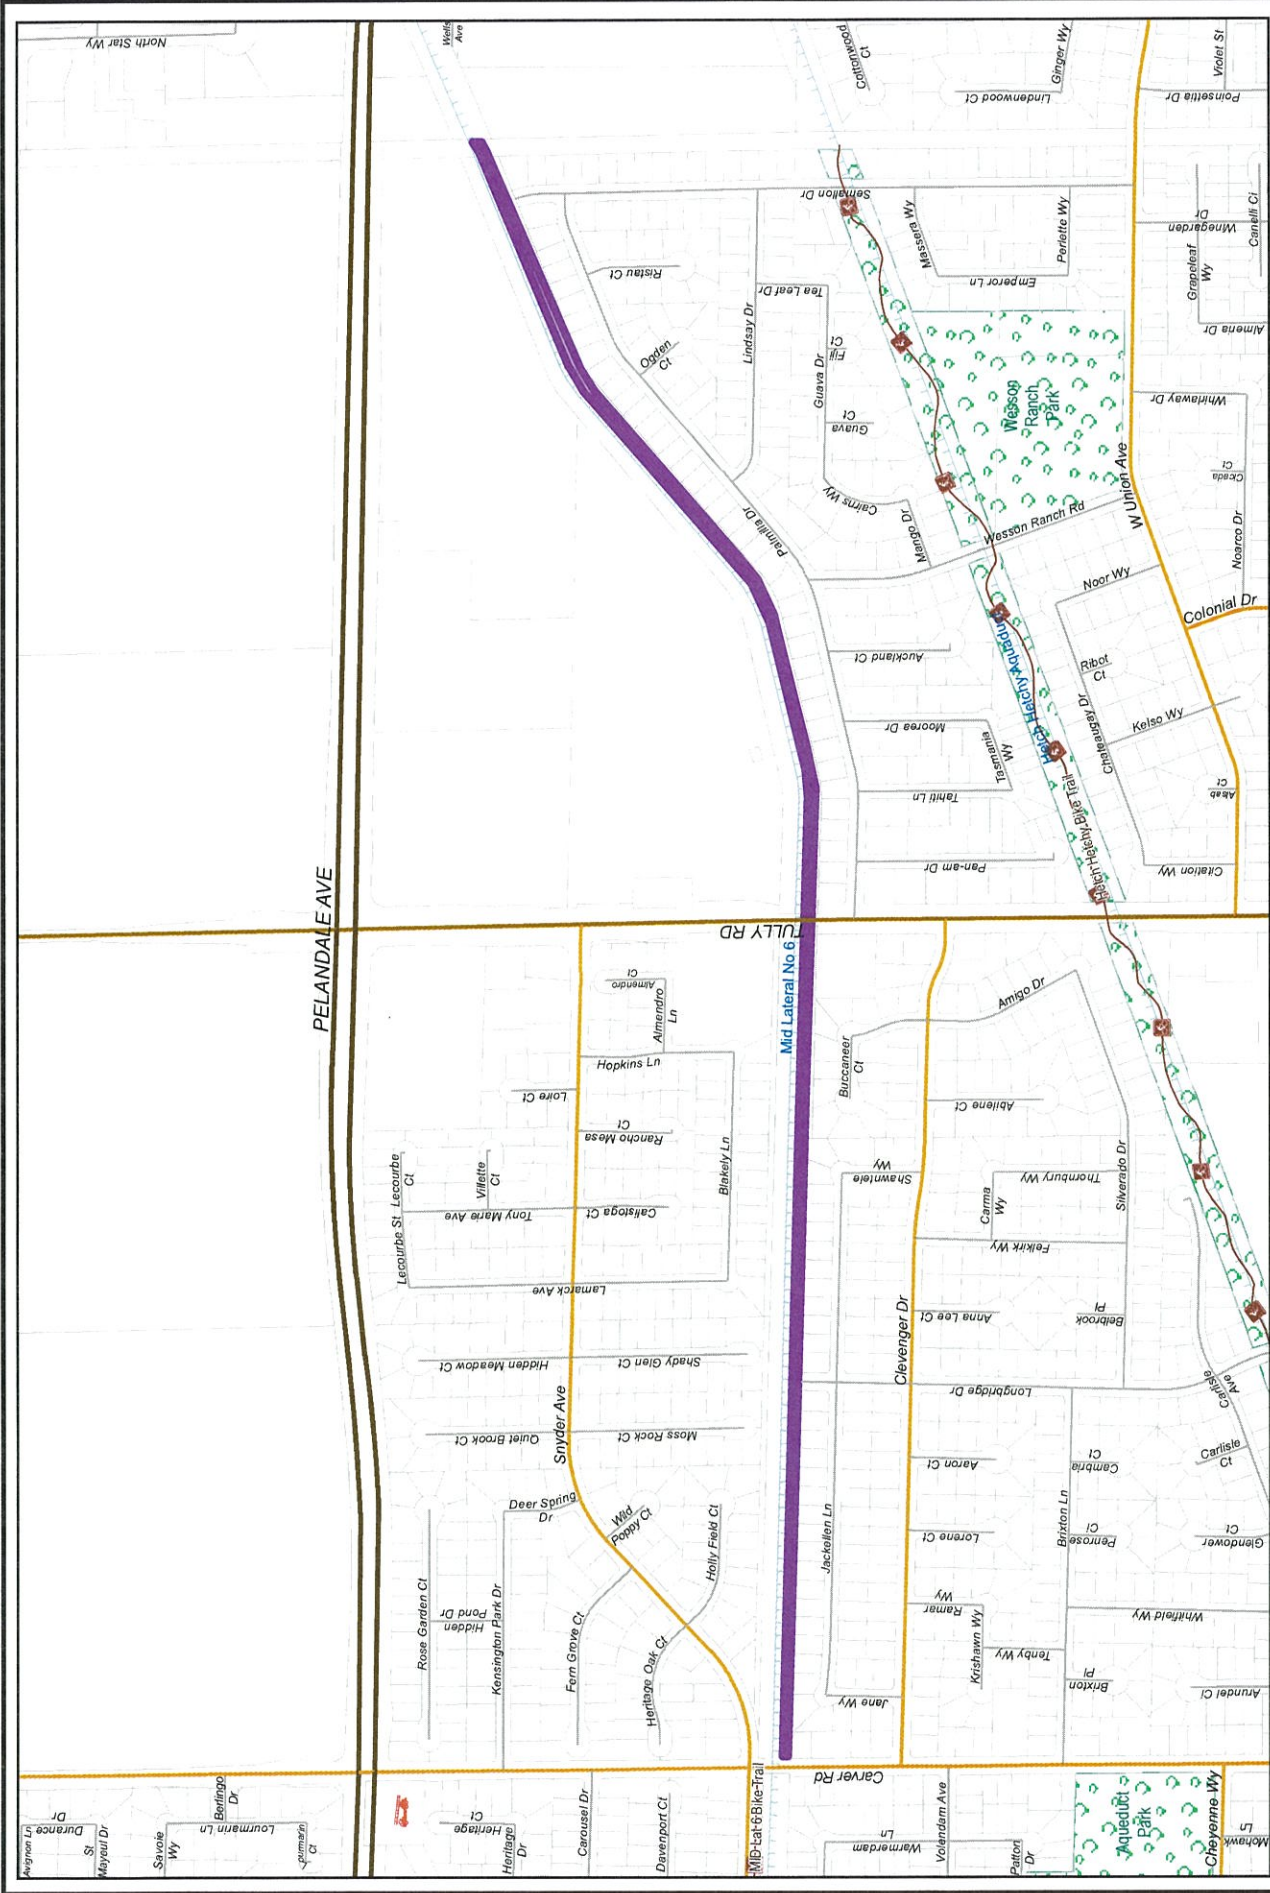 North Star Wy
Wells
Ave
Cottonwood
Ct
Ginger Wy
Lindenwood Ct
Violet St
Poinsettia Dr
PELANDALE AVE
Semallon Dr
Massera Wy
Perlette Wy
Emperor Ln
Winegarden
Dr
Grapeleaf
Wy
Canelli Ci
Almeria Dr
Ristau Ct
Ogden
Ct
Lindsay Dr
Tea Leaf Dr
Fiji
Ct
Guava Dr
Guava
Ct
Cairns Wy
Mango Dr
Palmilla Dr
Wesson
Ranch
Park
Wesson Ranch Rd
W Union Ave
Whirlaway Dr
Cicada
Ct
Noarco Dr
Noor Wy
Colonial Dr
Auckland Ct
Moorea Dr
Tasmania
Wy
Tahiti Ln
Pan-am Dr
Hetch Hetchy Aquaduct
Hetch-Hetchy-Bike Trail
Ribot
Ct
Chateaugay Dr
Kelso Wy
Alsab
Ct
Citation Wy
TULLY RD
Mid Lateral No 6
Almendro
Ct
Almendro
Ln
Hopkins Ln
Loire Ct
Rancho Mesa
Ct
Blakely Ln
Lecourbe
Ct
Lecourbe St
Villette
Ct
Tony Marie Ave
Calistoga Ct
Lamarck Ave
Hidden Meadow Ct
Shady Glen Ct
Snyder Ave
Quiet Brook Ct
Moss Rock Ct
Deer Spring
Dr
Wild
Poppy Ct
Holly Field Ct
Rose Garden Ct
Hidden
Pond Dr
Kensington Park Dr
Fern Grove Ct
Heritage Oak Ct
Buccaneer
Ct
Amigo Dr
Abilene Ct
Shawntele
Wy
Carma
Wy
Thornbury Wy
Silverado Dr
Felkirk Wy
Clevenger Dr
Anna Lee Ct
Belbrook
Pl
Longbridge Dr
Carlisle
Ave
Carlisle
Ct
Aaron Ct
Cambria
Ct
Jackellen Ln
Lorene Ct
Brixton Ln
Penrose
Ct
Glendower
Ct
Ramar
Wy
Krishawn Wy
Tenby Wy
Whitfield Wy
Jane Wy
Brixton
Pl
Arundel Ct
Carver Rd
MID-Lat-6-Bike-Trail
Avignon Ln
Durance
Dr
St
Mayeul Dr
Savoie
Wy
Berlingo
Dr
Lourmarin Ln
Lourmarin
Ct
Heritage
Ct
Heritage
Dr
Carousel Dr
Davenport Ct
Warmerdam
Ln
Volendam Ave
Patton
Dr
Aqueduct
Park
Cheyenne Wy
Mohawk
Ln